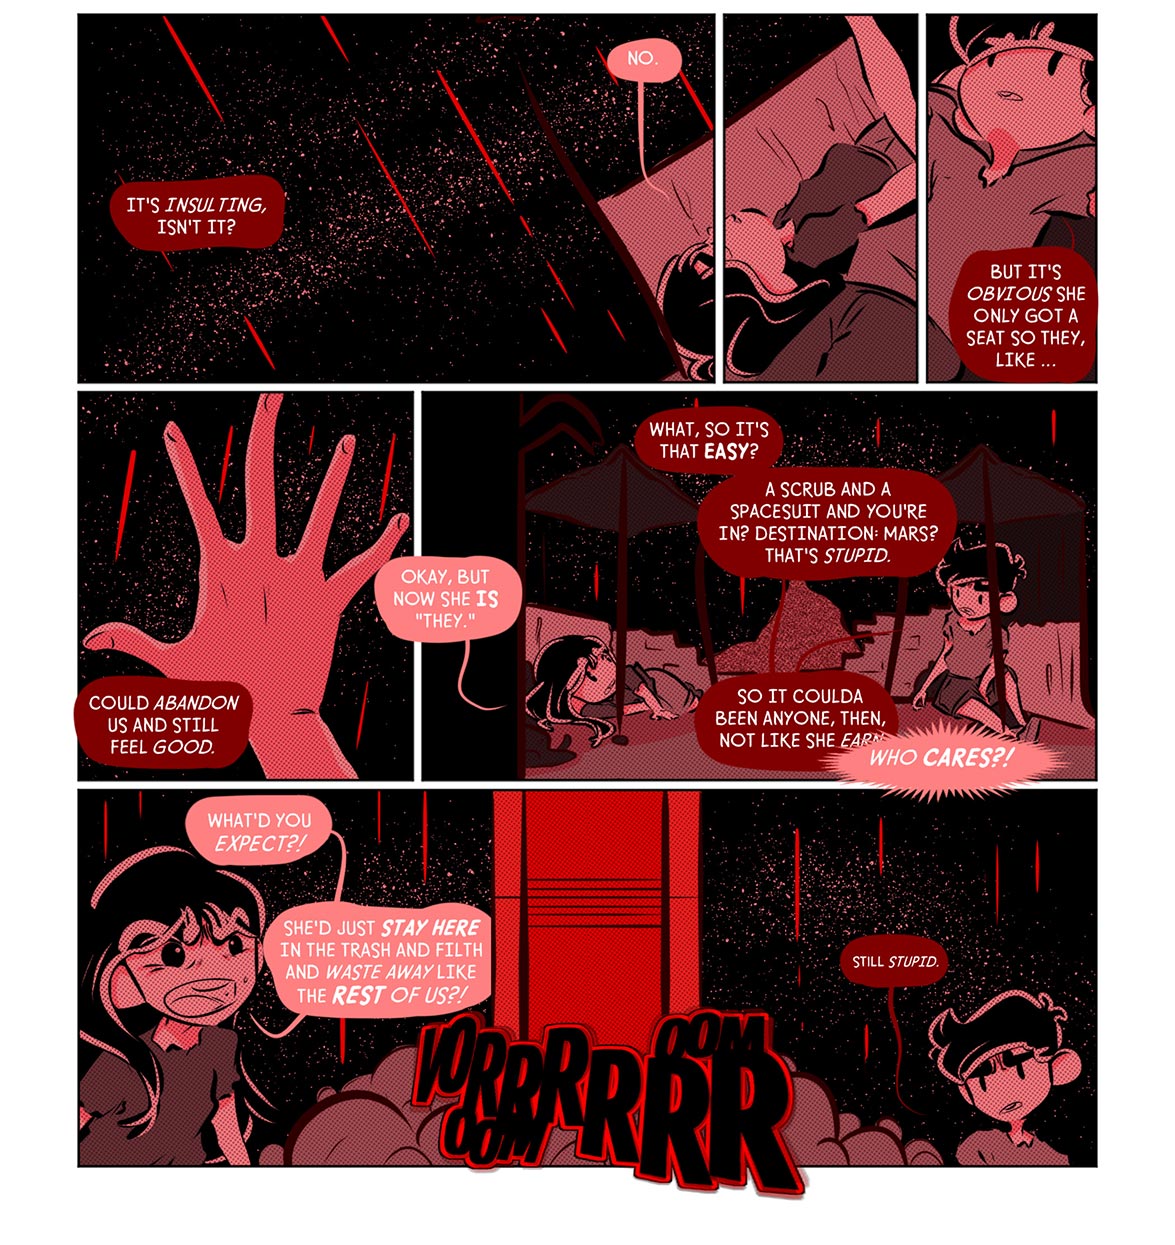 IT'S INSULTING,
ISN'T IT?
NO.
BUT IT'S
OBVIOUS SHE
ONLY GOT A
SEAT SO THEY,
LIKE ...
COULD ABANDON
US AND STILL
FEEL GOOD.
OKAY, BUT
NOW SHE IS
"THEY."
WHAT, SO IT'S
THAT EASY?
A SCRUB AND A
SPACESUIT AND YOU'RE
IN? DESTINATION: MARS?
THAT'S STUPID.
SO IT COULDA
BEEN ANYONE, THEN,
NOT LIKE SHE EARN
WHO CARES?!
WHAT'D YOU
EXPECT?!
SHE'D JUST STAY HERE
IN THE TRASH AND FILTH
AND WASTE AWAY LIKE
THE REST OF US?!
STILL STUPID.
VORRRRRRR
OOM
OOM